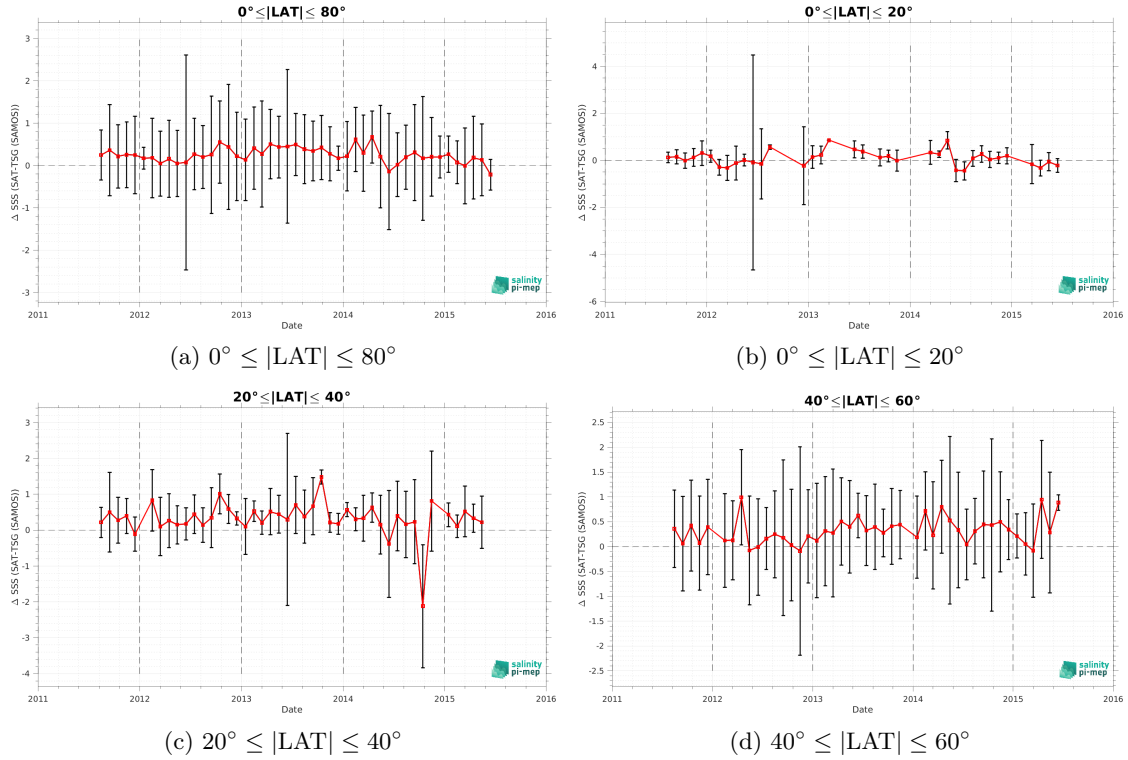 0°≤|LAT|≤ 80°
3
2
1
0
-1
-2
-3
Δ SSS (SAT-TSG (SAMOS))
salinity
pi-mep
2011 2012 2013 2014 2015 2016
Date
(a) 0° ≤ |LAT| ≤ 80°
0°≤|LAT|≤ 20°
4
2
0
-2
-4
-6
Δ SSS (SAT-TSG (SAMOS))
salinity
pi-mep
2011 2012 2013 2014 2015 2016
Date
(b) 0° ≤ |LAT| ≤ 20°
20°≤|LAT|≤ 40°
3
2
1
0
-1
-2
-3
-4
Δ SSS (SAT-TSG (SAMOS))
salinity
pi-mep
2011 2012 2013 2014 2015 2016
Date
(c) 20° ≤ |LAT| ≤ 40°
40°≤|LAT|≤ 60°
2.5
2
1.5
1
0.5
0
-0.5
-1
-1.5
-2
-2.5
Δ SSS (SAT-TSG (SAMOS))
salinity
pi-mep
2011 2012 2013 2014 2015 2016
Date
(d) 40° ≤ |LAT| ≤ 60°